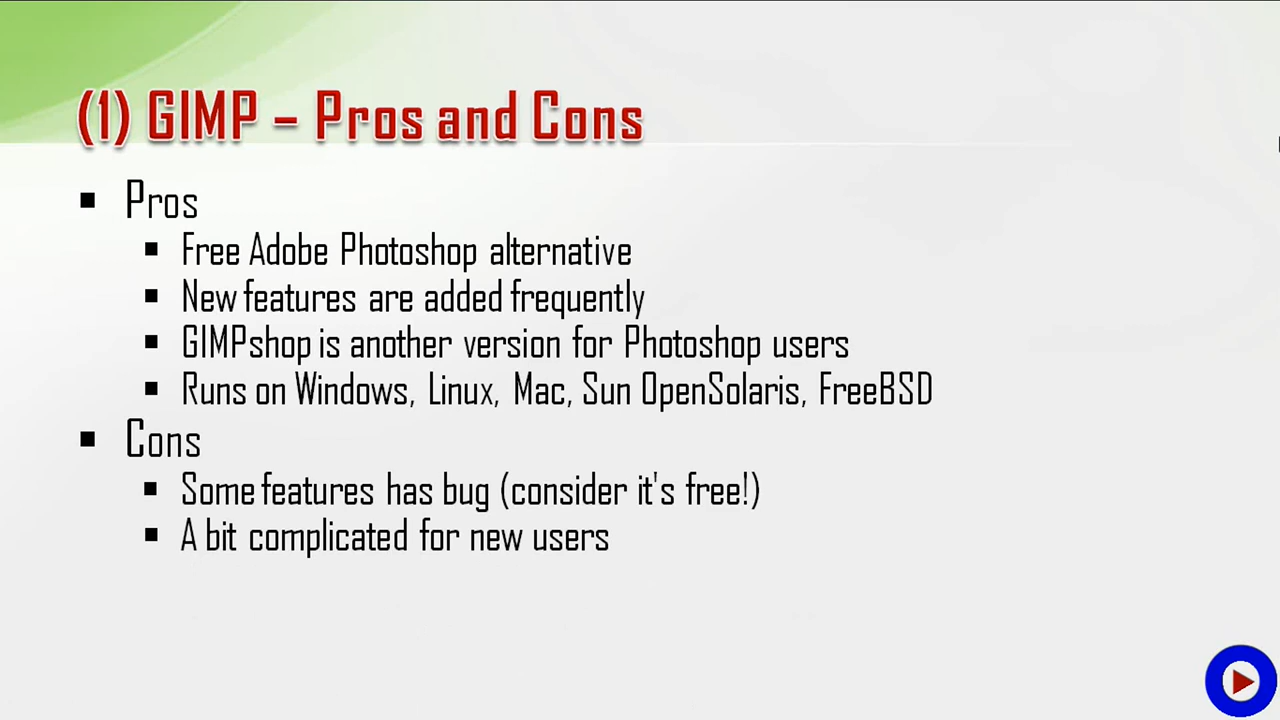 (1) GIMP – Pros and Cons
Pros
Free Adobe Photoshop alternative
New features are added frequently
GIMPshop is another version for Photoshop users
Runs on Windows, Linux, Mac, Sun OpenSolaris, FreeBSD
Cons
Some features has bug (consider it's free!)
A bit complicated for new users